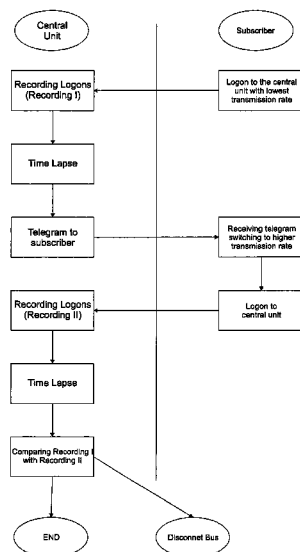 Central
Unit
Subscriber
Recording Logons
(Recording I)
Logon to the central
unit with lowest
transmission rate
Time Lapse
Telegram to
subscriber
Receiving telegram
switching to higher
transmission rate
Recording Logons
(Recording II)
Logon to
central unit
Time Lapse
Comparing Recording I
with Recording II
END
Disconnet Bus